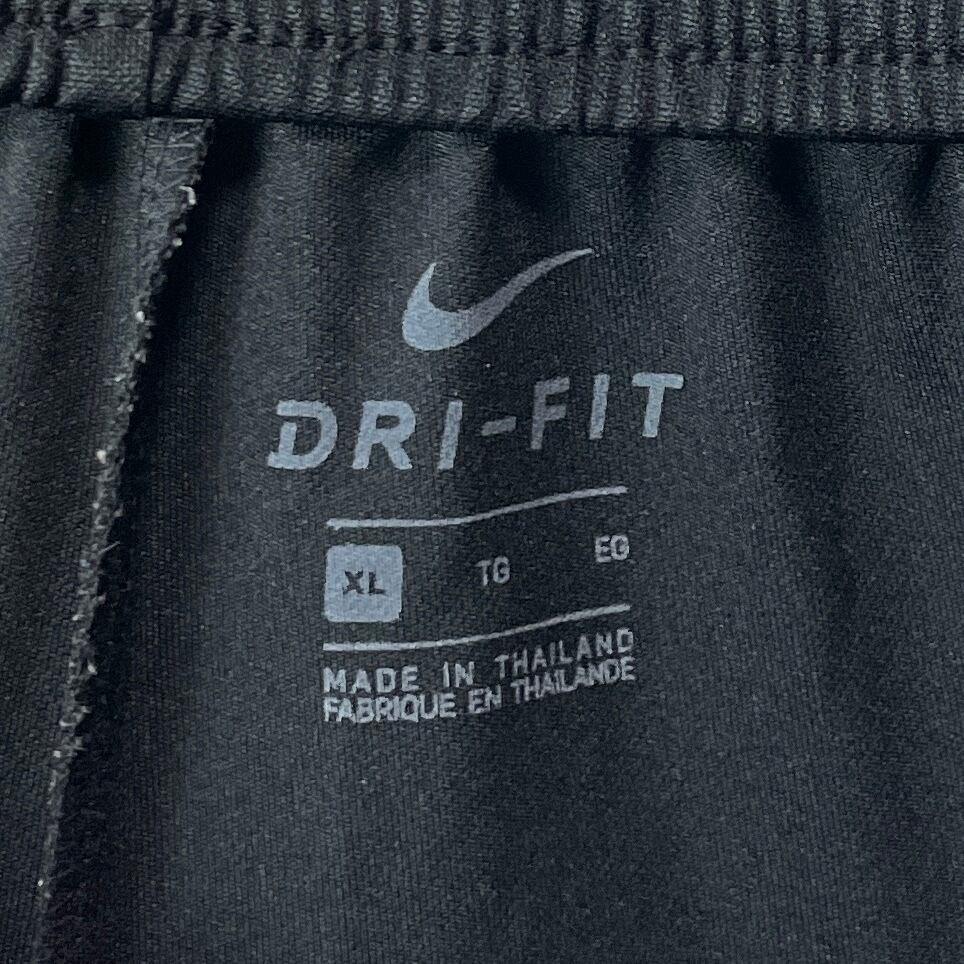 DRI-FIT
XL TG EG
MADE IN THAILAND
FABRIQUE EN THAILANDE